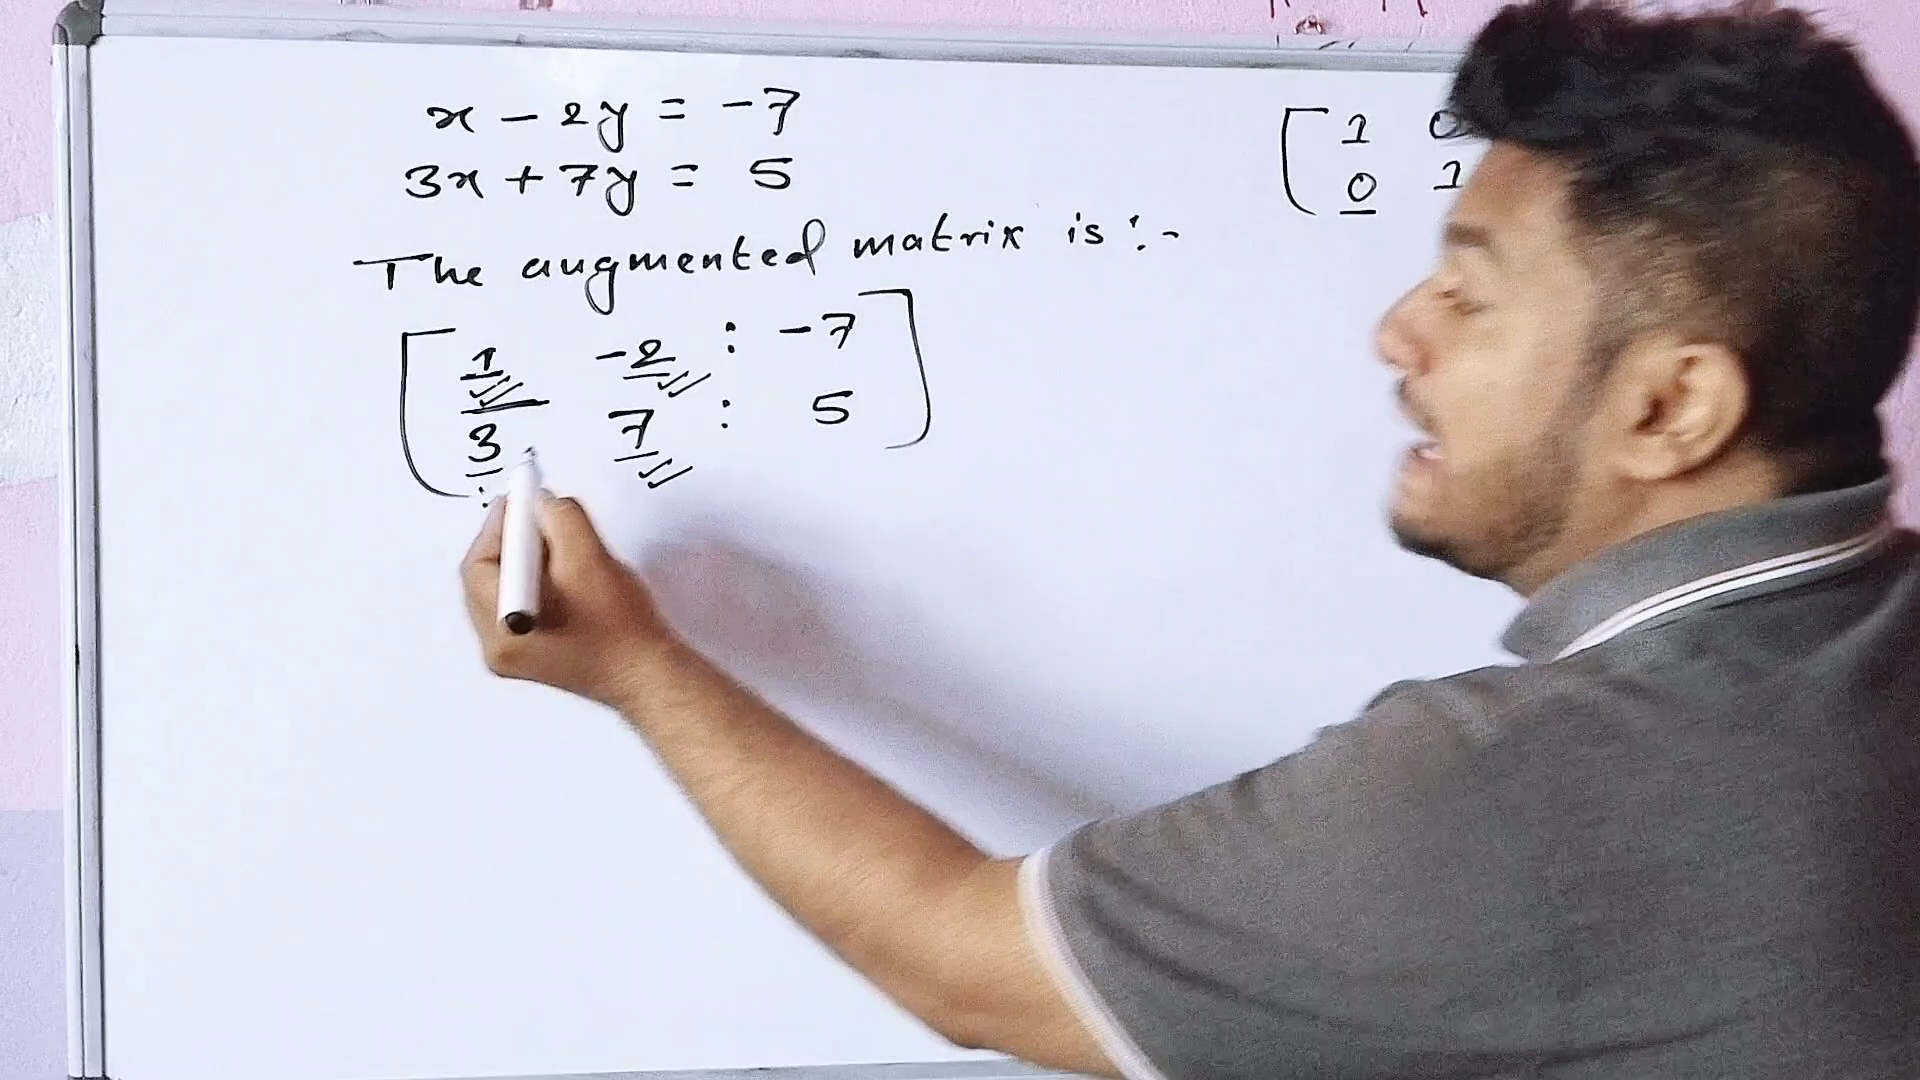 x - 2y = -7
3x + 7y = 5
The augmented matrix is :-
1 -2 : -7
3 7 : 5
1 0
0 1